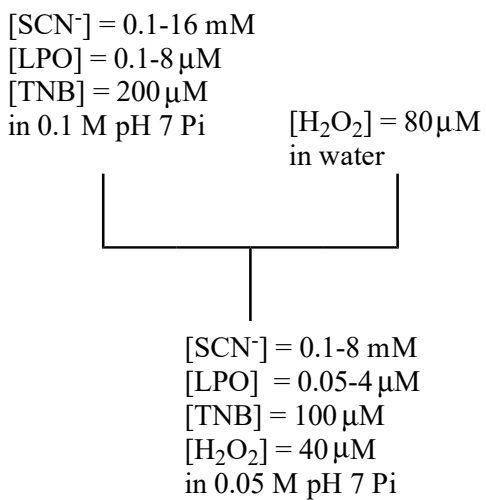 [SCN⁻] = 0.1-16 mM
[LPO] = 0.1-8 µM
[TNB] = 200 µM
in 0.1 M pH 7 Pi
[H₂O₂] = 80 µM
in water
[SCN⁻] = 0.1-8 mM
[LPO] = 0.05-4 µM
[TNB] = 100 µM
[H₂O₂] = 40 µM
in 0.05 M pH 7 Pi